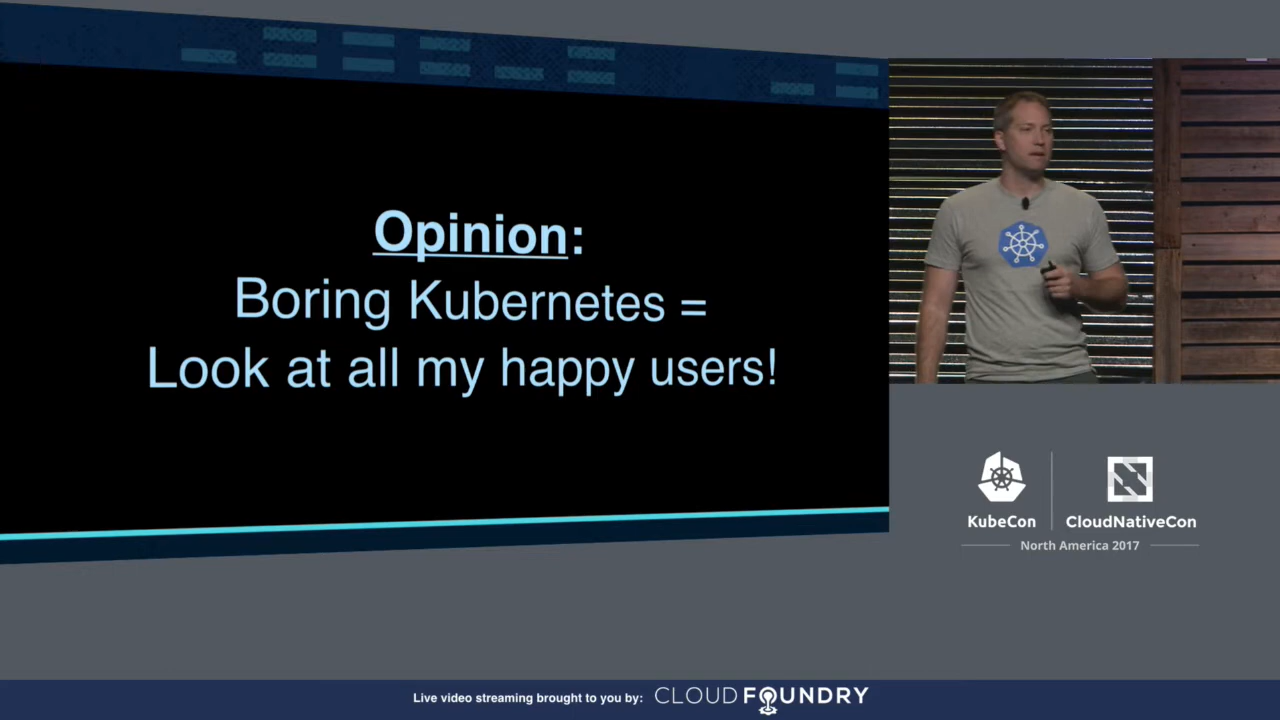 Opinion:
Boring Kubernetes =
Look at all my happy users!
KubeCon
CloudNativeCon
North America 2017
Live video streaming brought to you by: CLOUD FOUNDRY